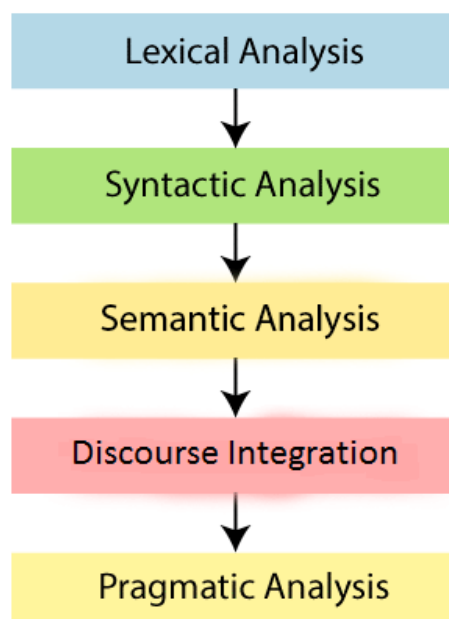 Lexical Analysis
Syntactic Analysis
Semantic Analysis
Discourse Integration
Pragmatic Analysis